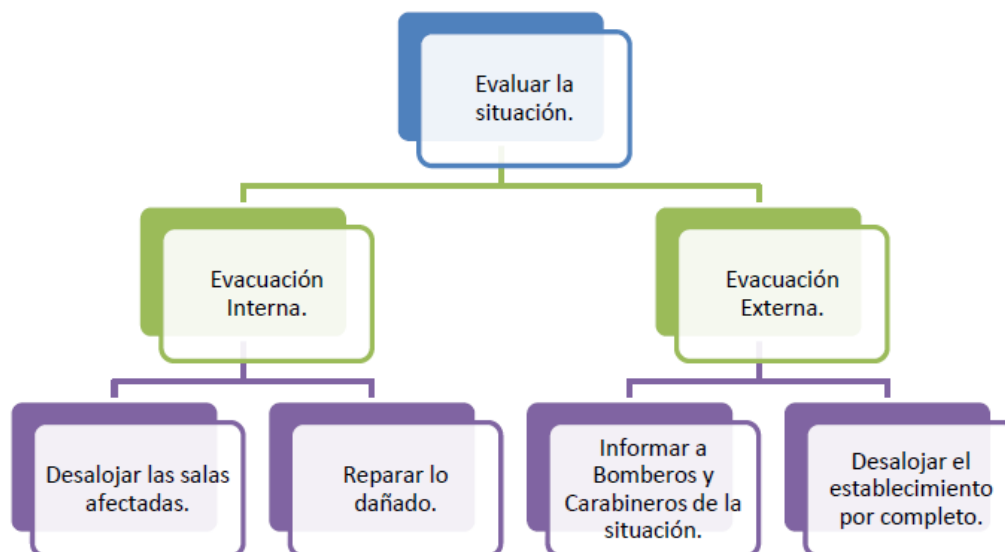 Evaluar la
situación.
Evacuación
Interna.
Evacuación
Externa.
Desalojar las salas
afectadas.
Reparar lo
dañado.
Informar a
Bomberos y
Carabineros de la
situación.
Desalojar el
establecimiento
por completo.